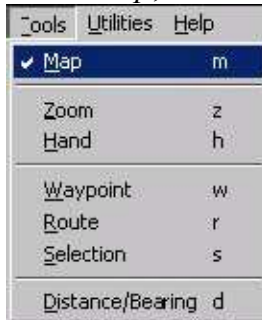 Tools Utilities Help
✓ Map m
Zoom z
Hand h
Waypoint w
Route r
Selection s
Distance/Bearing d